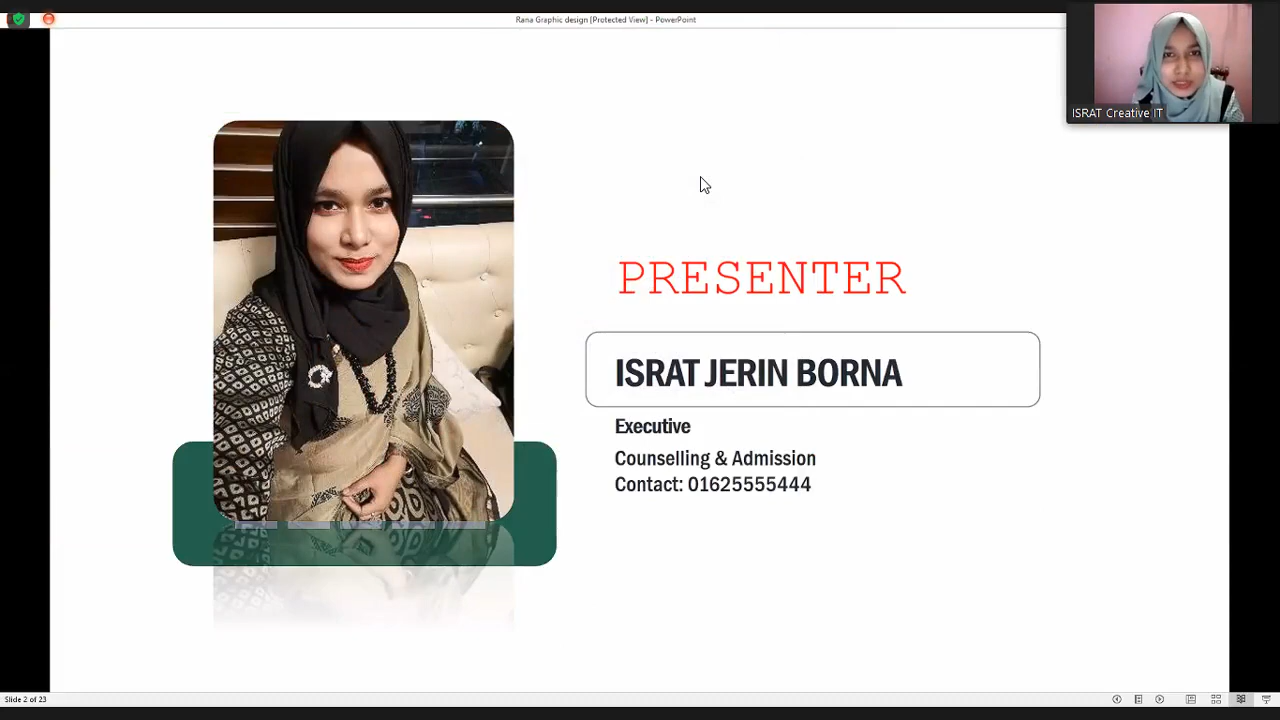 Rana Graphic design [Protected View] - PowerPoint
ISRAT Creative IT
PRESENTER
ISRAT JERIN BORNA
Executive
Counselling & Admission
Contact: 01625555444
Slide 2 of 23